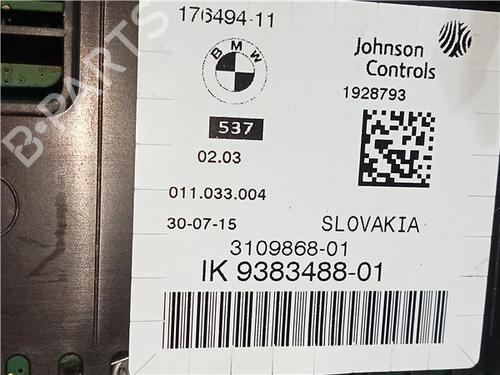 176494-11
BMW
Johnson
Controls
1928793
537
02.03
011.033.004
30-07-15
SLOVAKIA
3109868-01
IK 9383488-01
B-PARTS